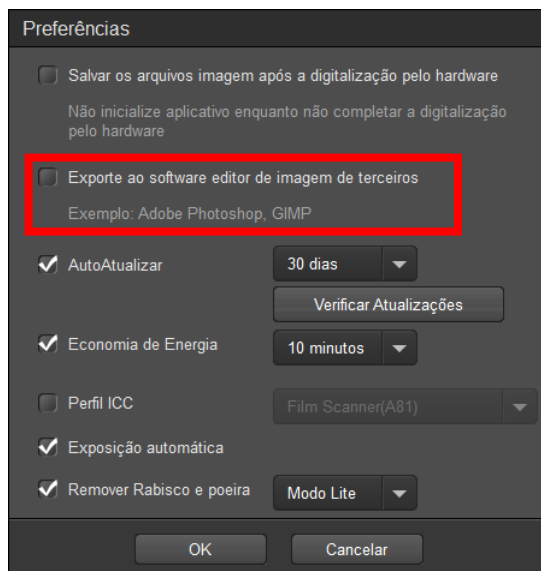 Preferências
Salvar os arquivos imagem após a digitalização pelo hardware
Não inicialize aplicativo enquanto não completar a digitalização
pelo hardware
Exporte ao software editor de imagem de terceiros
Exemplo: Adobe Photoshop, GIMP
AutoAtualizar 30 dias
Verificar Atualizações
Economia de Energia 10 minutos
Perfil ICC Film Scanner(A81)
Exposição automática
Remover Rabisco e poeira Modo Lite
OK Cancelar